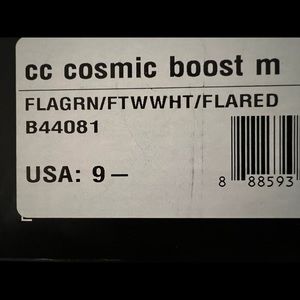 cc cosmic boost m
FLAGRN/FTWWHT/FLARED
B44081
USA: 9–
8 88593